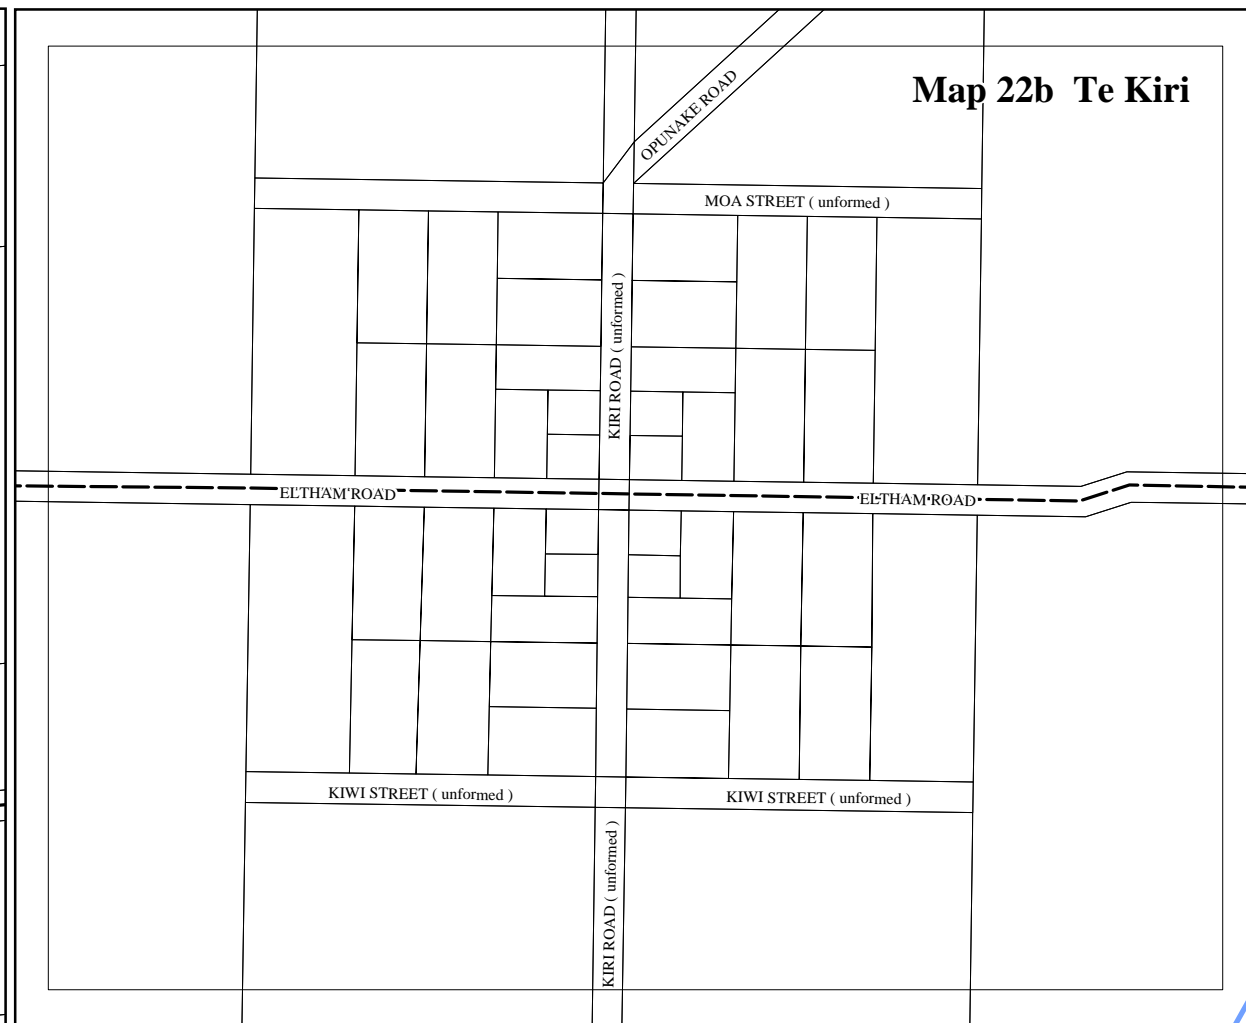 Map 22b Te Kiri
OPUNAKE ROAD
MOA STREET ( unformed )
KIRI ROAD ( unformed )
ELTHAM ROAD
ELTHAM ROAD
KIWI STREET ( unformed )
KIWI STREET ( unformed )
KIRI ROAD ( unformed )